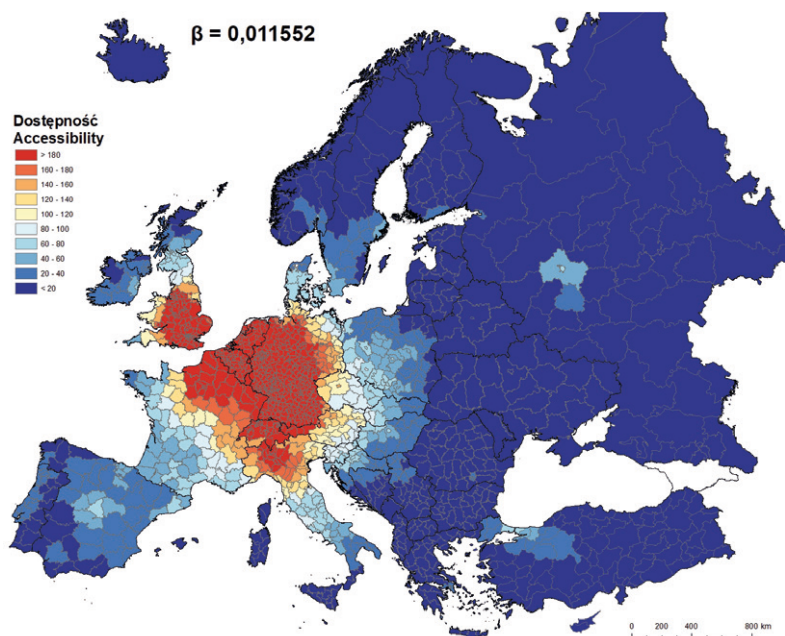 β = 0,011552
Dostępność
Accessibility
> 180
160 - 180
140 - 160
120 - 140
100 - 120
80 - 100
60 - 80
40 - 60
20 - 40
< 20
0 200 400 800 km